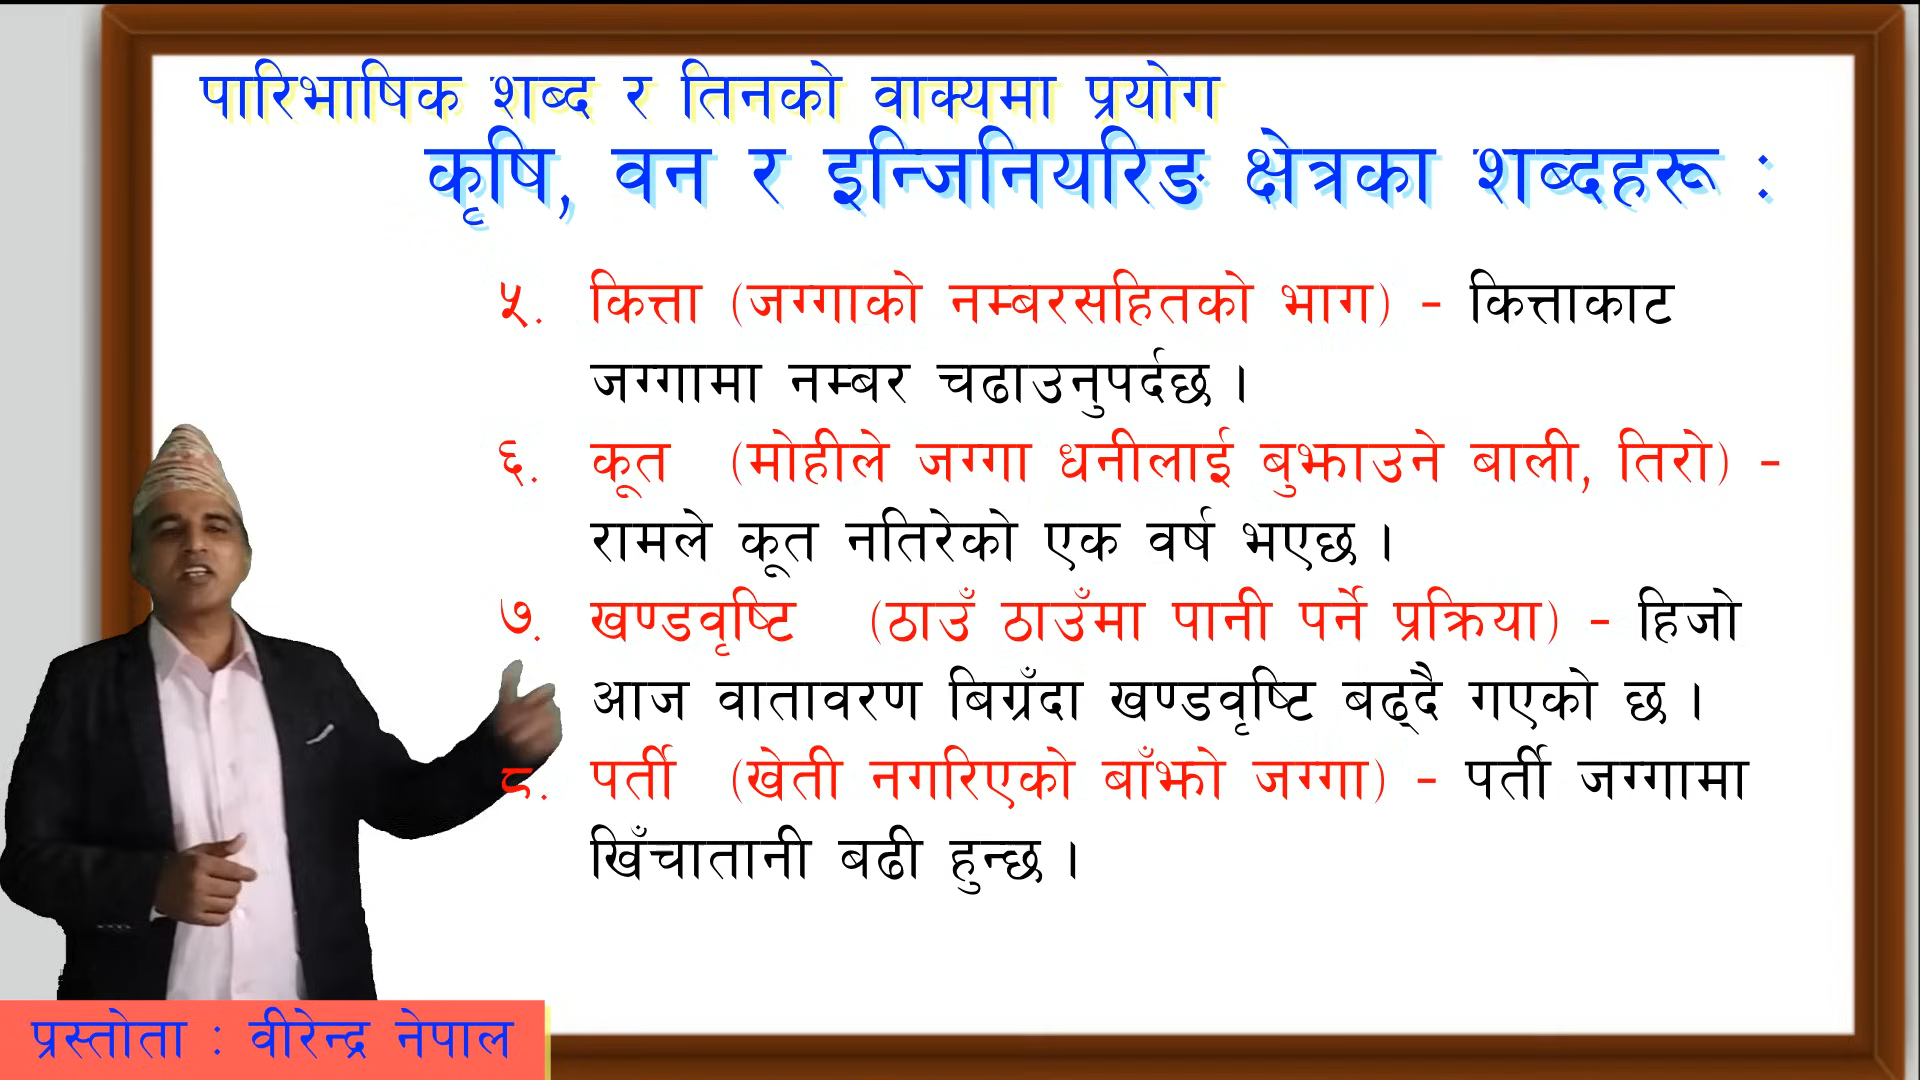 पारिभाषिक शब्द र तिनको वाक्यमा प्रयोग
कृषि, वन र इन्जिनियरिङ क्षेत्रका शब्दहरू :
५. कित्ता (जग्गाको नम्बरसहितको भाग) - कित्ताकाट
जग्गामा नम्बर चढाउनुपर्दछ ।
६. कूत (मोहीले जग्गा धनीलाई बुझाउने बाली, तिरो) -
रामले कूत नतिरेको एक वर्ष भएछ ।
७. खण्डवृष्टि (ठाउँ ठाउँमा पानी पर्ने प्रक्रिया) - हिजो
आज वातावरण बिग्रँदा खण्डवृष्टि बढ्दै गएको छ ।
८. पर्ती (खेती नगरिएको बाँझो जग्गा) - पर्ती जग्गामा
खिँचातानी बढी हुन्छ ।
प्रस्तोता : वीरेन्द्र नेपाल